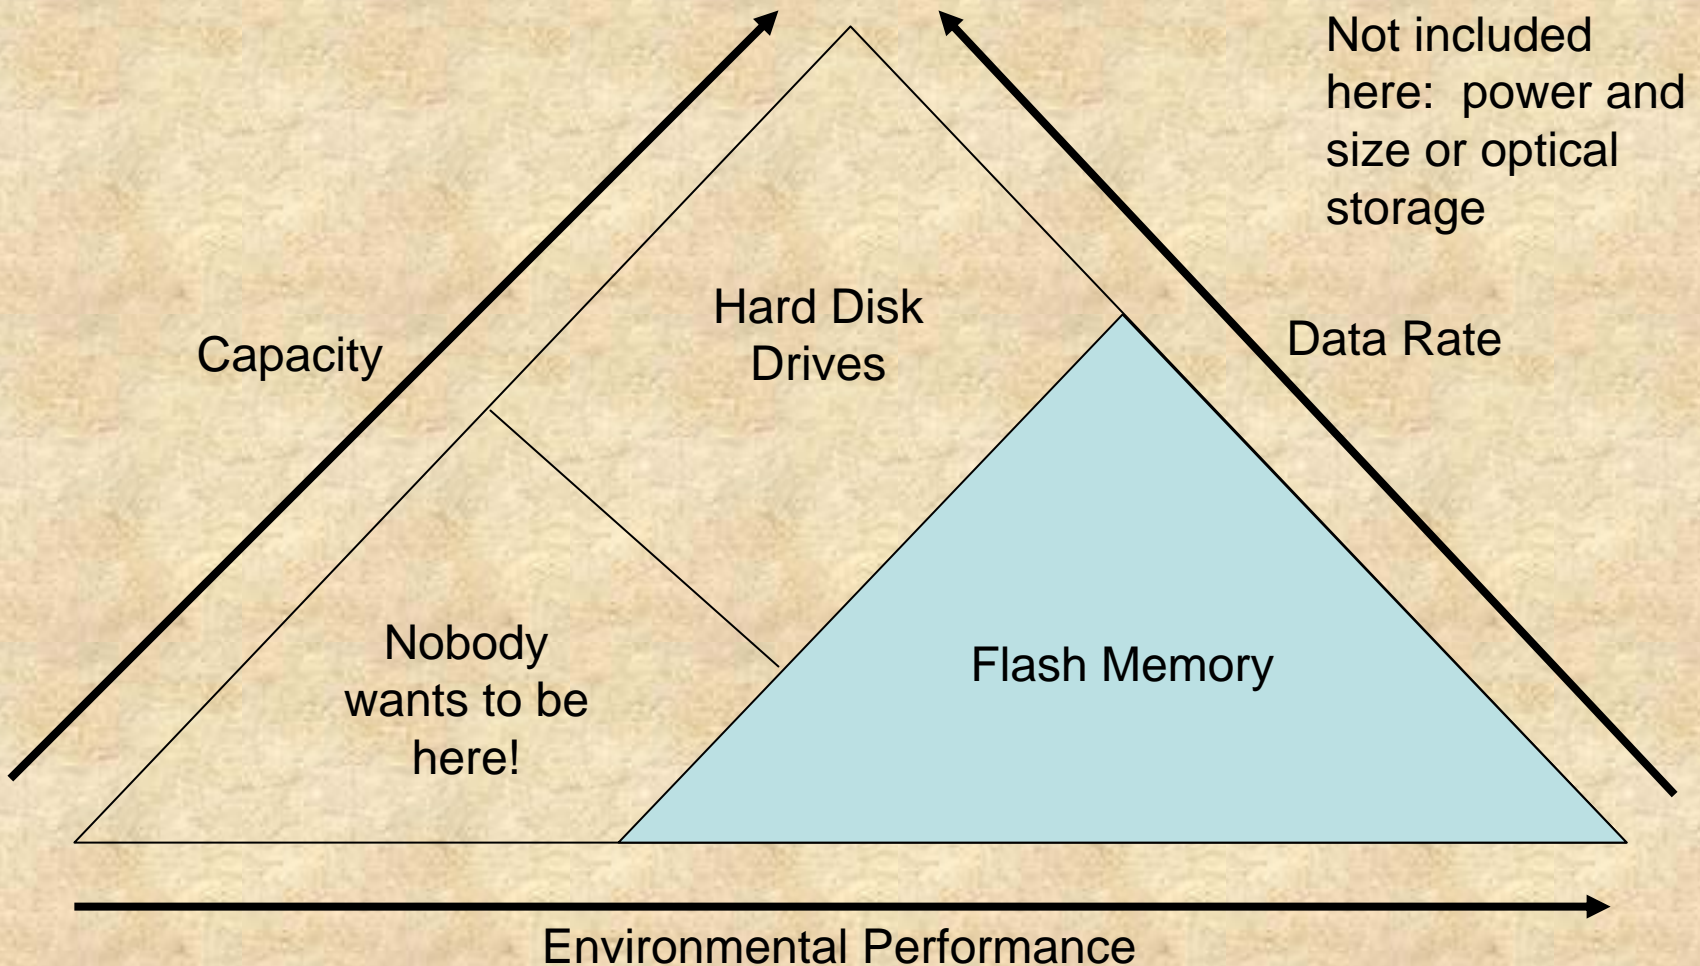 Not included
here: power and
size or optical
storage
Hard Disk
Drives
Capacity
Data Rate
Nobody
wants to be
here!
Flash Memory
Environmental Performance